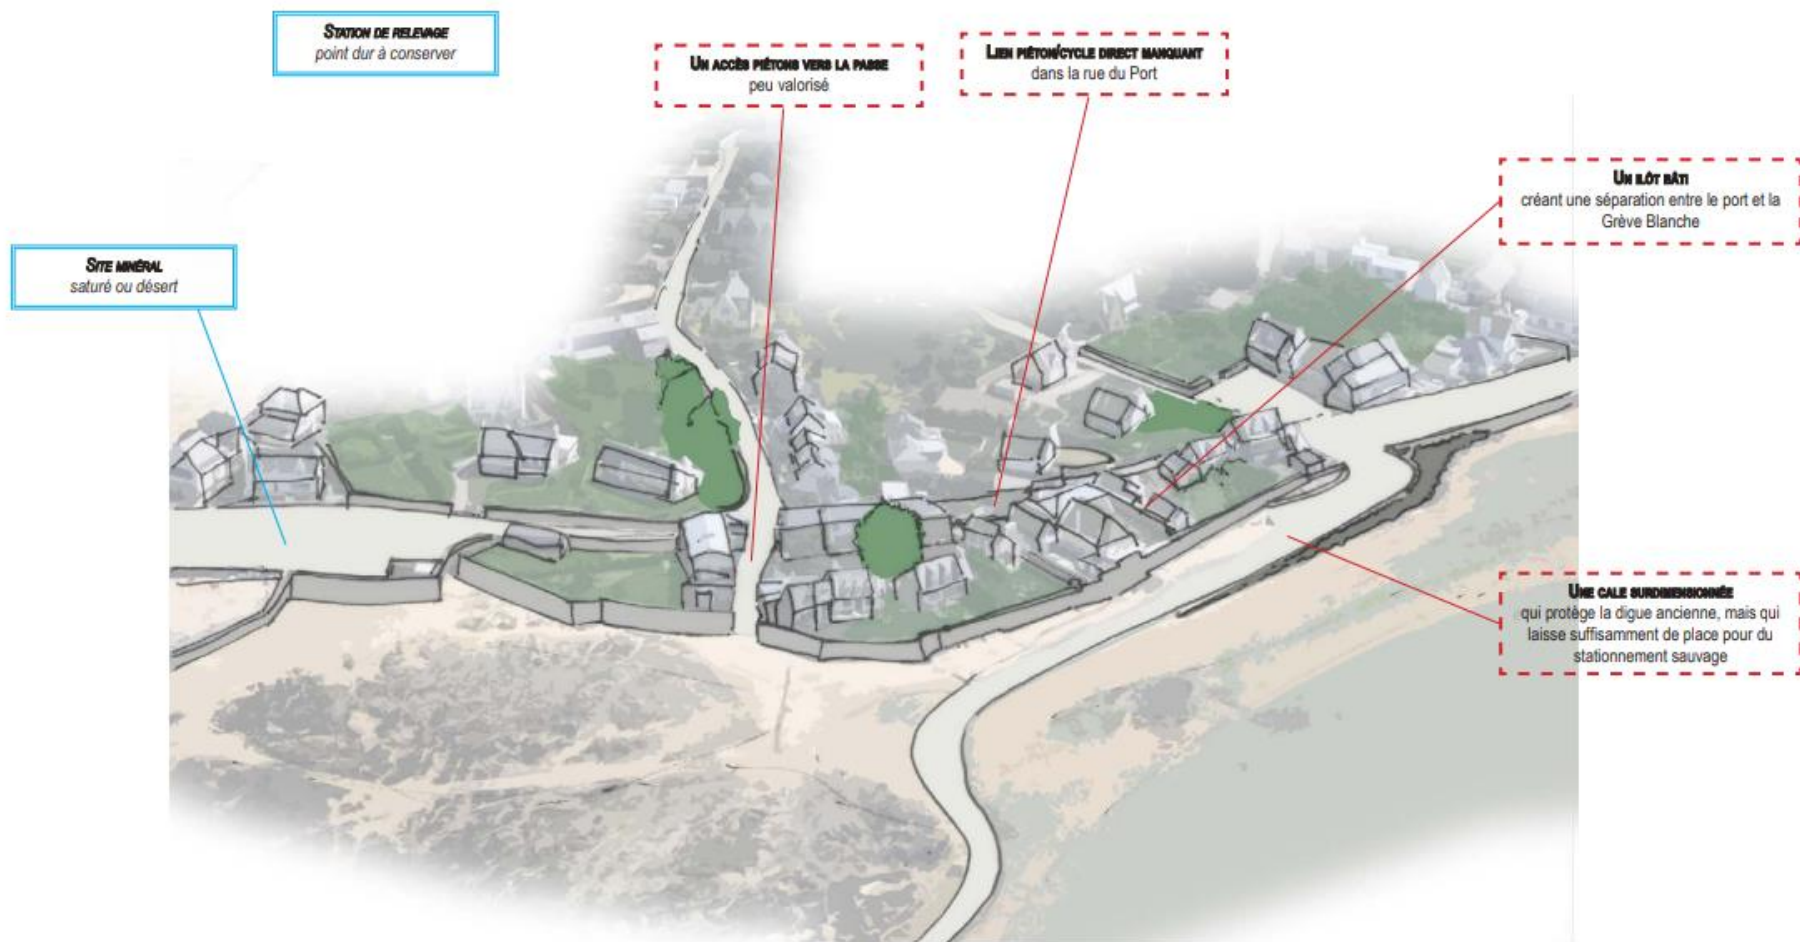 STATION DE RELEVAGE
point dur à conserver
UN ACCÈS PIÉTONS VERS LA PASSE
peu valorisé
LIEN PIÉTON/CYCLE DIRECT MANQUANT
dans la rue du Port
UN ILÔT BÂTI
créant une séparation entre le port et la
Grève Blanche
SITE MINÉRAL
saturé ou désert
UNE CALE SURDIMENSIONNÉE
qui protège la digue ancienne, mais qui
laisse suffisamment de place pour du
stationnement sauvage